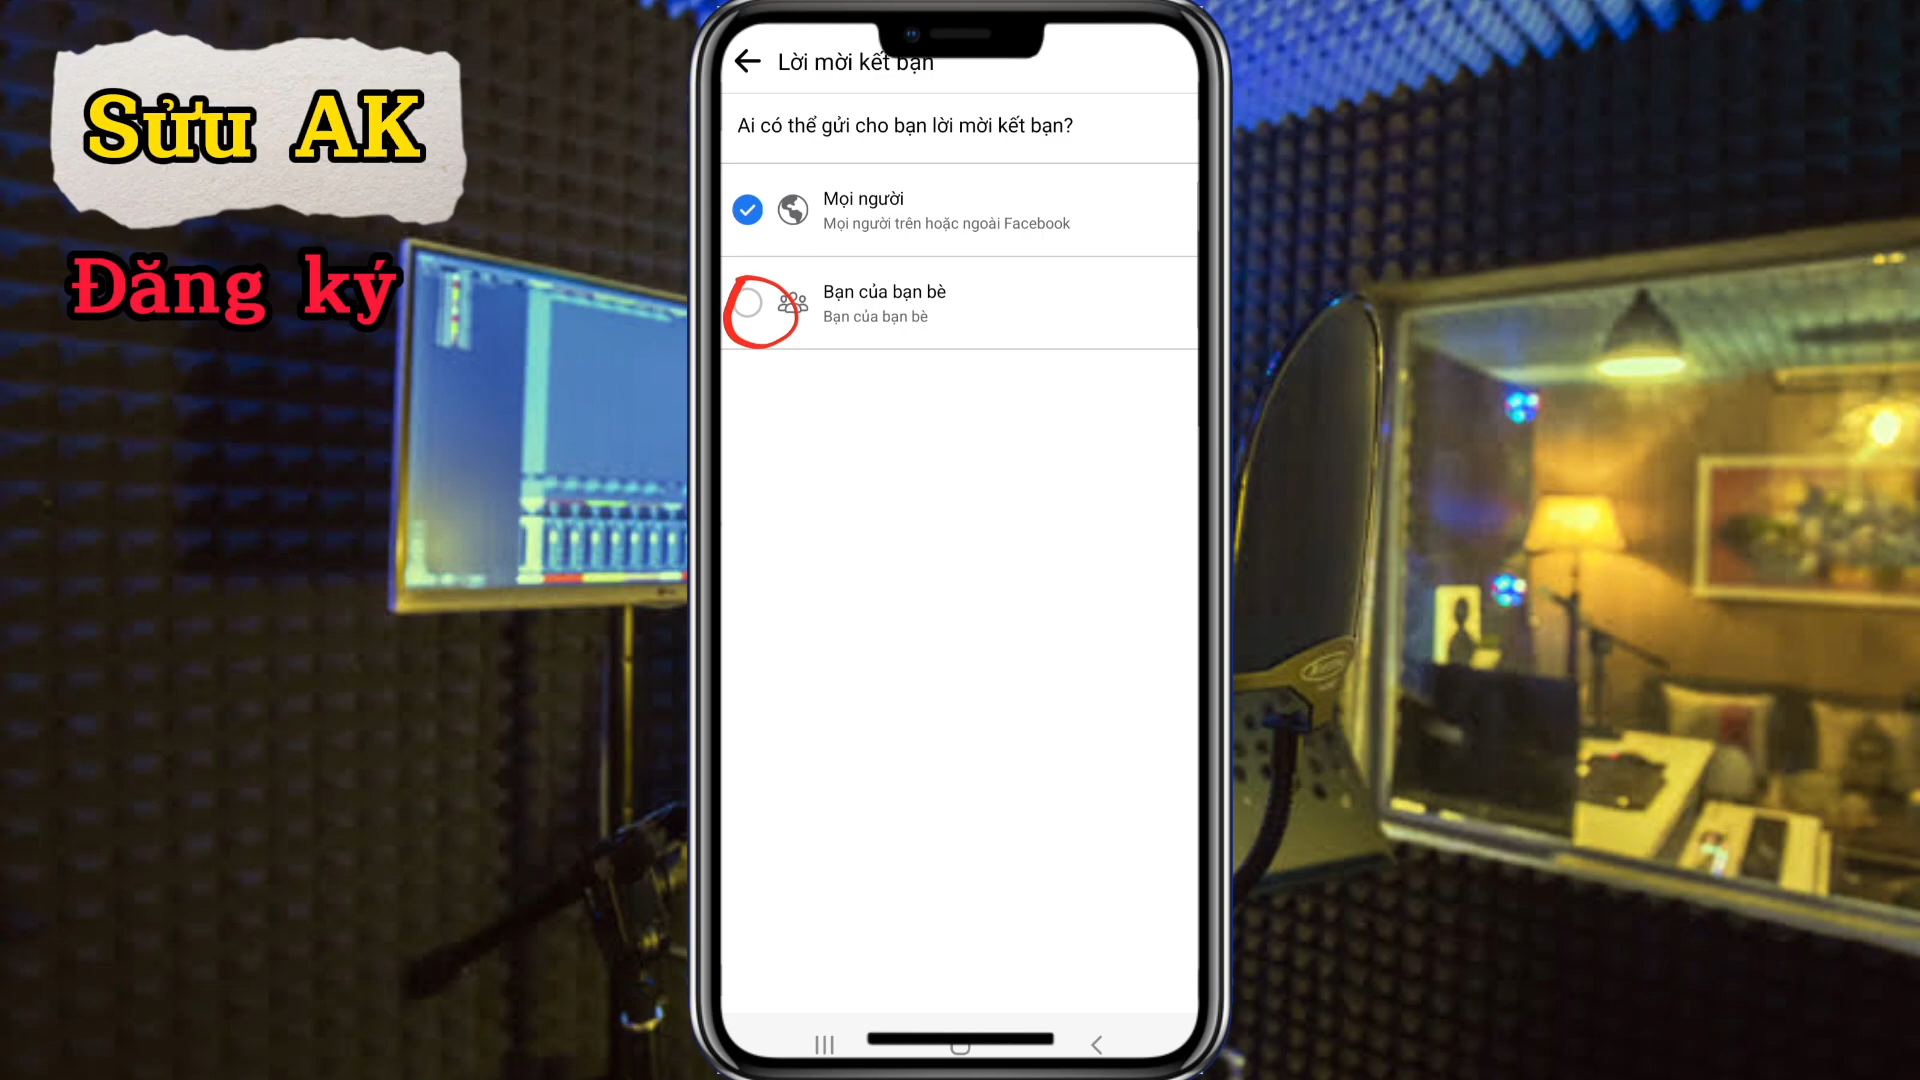 Sửu AK
Đăng ký
Lời mời kết bạn
Ai có thể gửi cho bạn lời mời kết bạn?
Mọi người
Mọi người trên hoặc ngoài Facebook
Bạn của bạn bè
Bạn của bạn bè